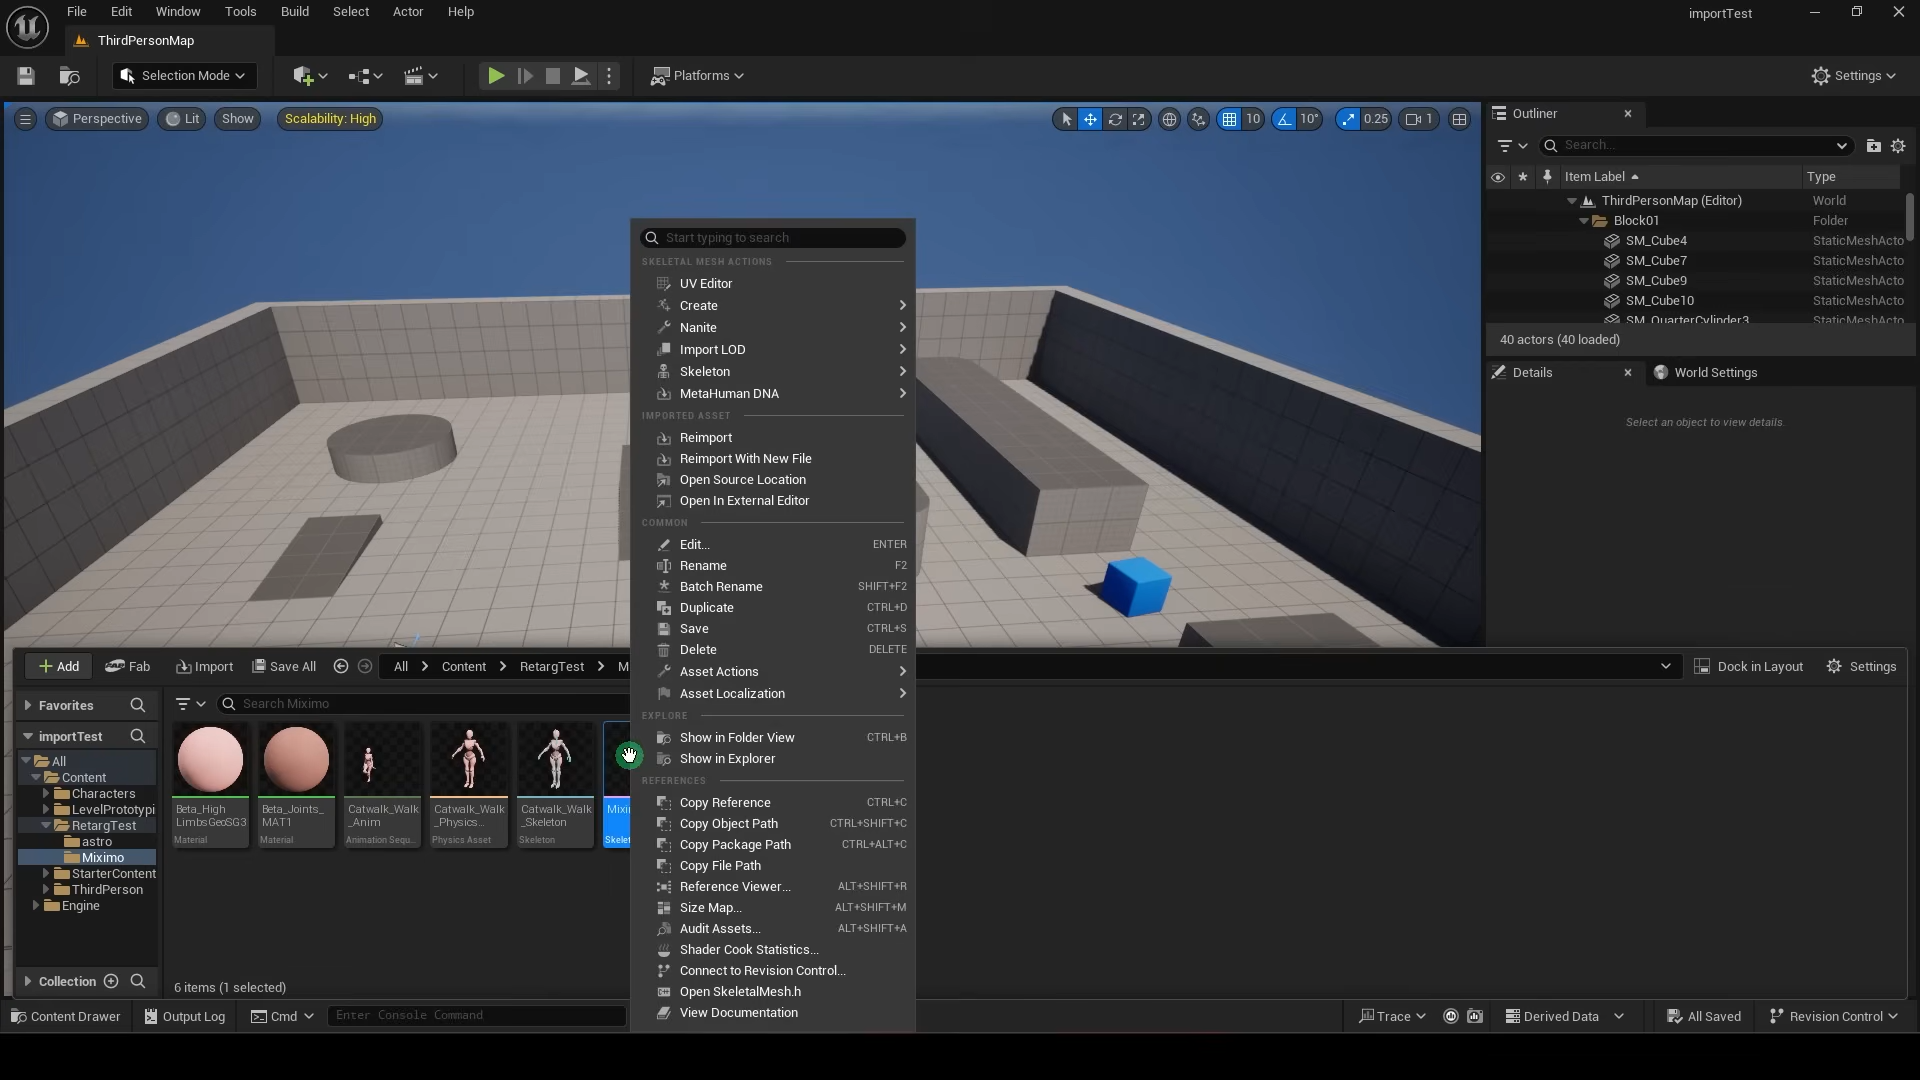 File Edit Window Tools Build Select Actor Help
importTest
ThirdPersonMap
Selection Mode
Platforms
Settings
Perspective
Lit
Show
Scalability: High
10
10°
0.25
1
Outliner
Search...
Item Label
Type
ThirdPersonMap (Editor) World
Block01 Folder
SM_Cube4 StaticMeshActo
SM_Cube7 StaticMeshActo
SM_Cube9 StaticMeshActo
SM_Cube10 StaticMeshActo
SM_QuarterCylinder3 StaticMeshActo
40 actors (40 loaded)
Details
World Settings
Select an object to view details.
Start typing to search
SKELETAL MESH ACTIONS
UV Editor
Create
Nanite
Import LOD
Skeleton
MetaHuman DNA
IMPORTED ASSET
Reimport
Reimport With New File
Open Source Location
Open In External Editor
COMMON
Edit... ENTER
Rename F2
Batch Rename SHIFT+F2
Duplicate CTRL+D
Save CTRL+S
Delete DELETE
Asset Actions
Asset Localization
EXPLORE
Show in Folder View CTRL+B
Show in Explorer
REFERENCES
Copy Reference CTRL+C
Copy Object Path CTRL+SHIFT+C
Copy Package Path CTRL+ALT+C
Copy File Path
Reference Viewer... ALT+SHIFT+R
Size Map... ALT+SHIFT+M
Audit Assets... ALT+SHIFT+A
Shader Cook Statistics...
Connect to Revision Control...
Open SkeletalMesh.h
View Documentation
Add
Fab
Import
Save All
All
Content
RetargTest
M
Dock in Layout
Settings
Favorites
importTest
All
Content
Characters
LevelPrototypi
RetargTest
astro
Miximo
StarterContent
ThirdPerson
Engine
Collection
Search Miximo
Beta_High
LimbsGeoSG3
Material
Beta_Joints_
MAT1
Material
Catwalk_Walk
_Anim
Animation Sequ...
Catwalk_Walk
_Physics...
Physics Asset
Catwalk_Walk
_Skeleton
Skeleton
Mixi
Skele
6 items (1 selected)
Content Drawer
Output Log
Cmd
Enter Console Command
Trace
Derived Data
All Saved
Revision Control